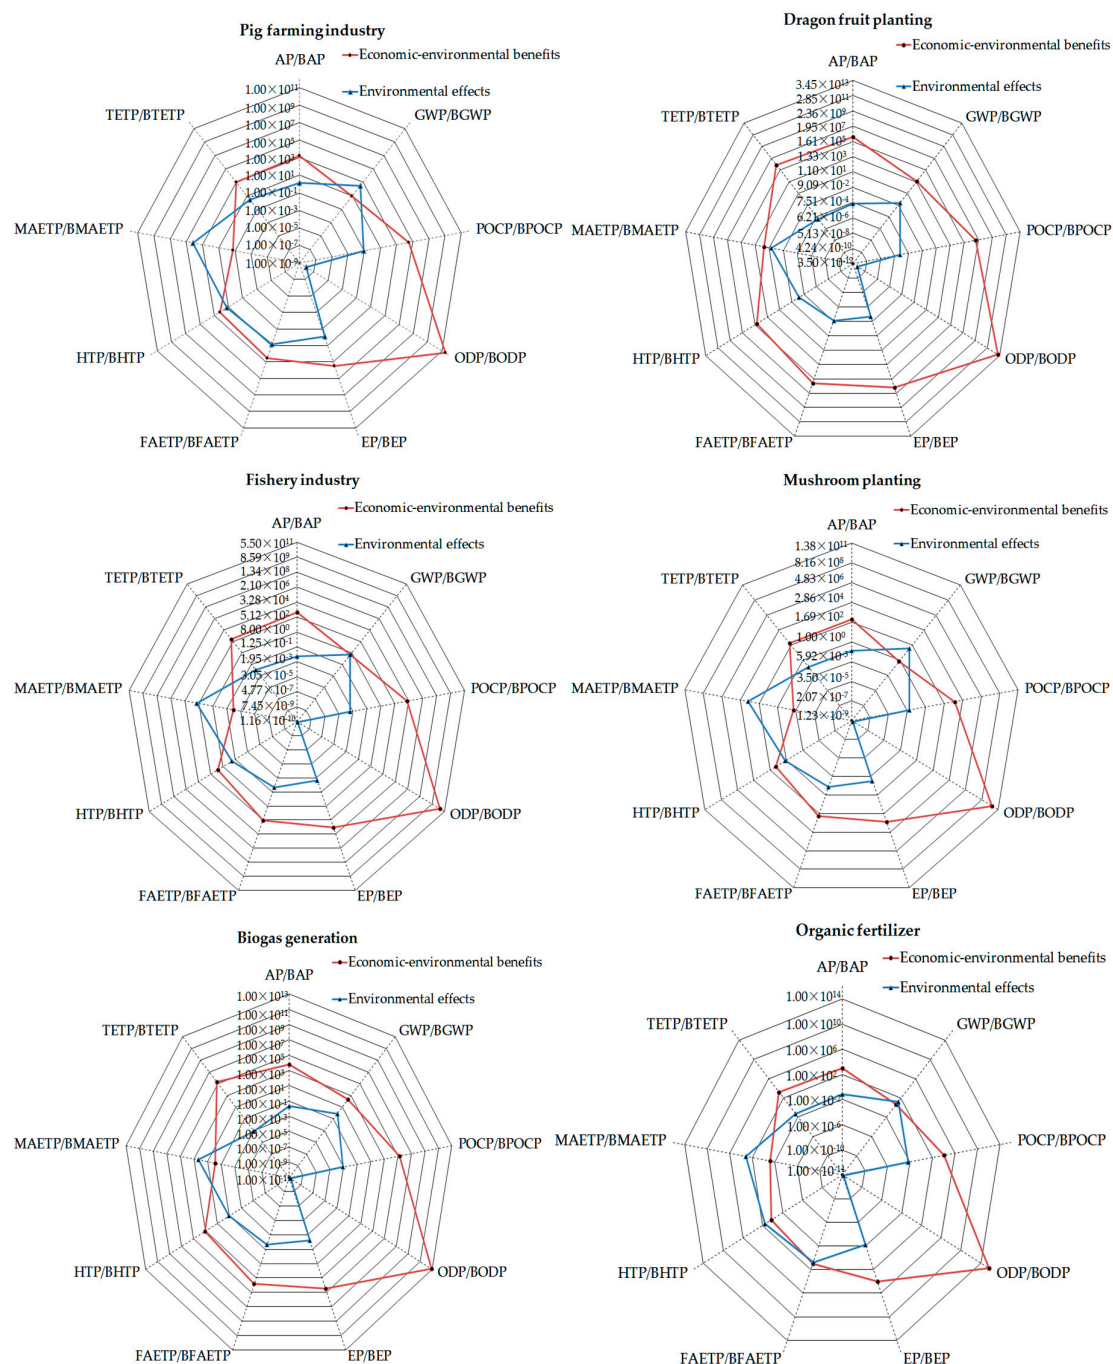 Pig farming industry
Economic-environmental benefits
Environmental effects
AP/BAP
GWP/BGWP
POCP/BPOCP
ODP/BODP
EP/BEP
FAETP/BFAETP
HTP/BHTP
MAETP/BMAETP
TETP/BTETP
1.00×10¹¹
1.00×10⁹
1.00×10⁷
1.00×10⁵
1.00×10³
1.00×10¹
1.00×10⁻¹
1.00×10⁻³
1.00×10⁻⁵
1.00×10⁻⁷
1.00×10⁻⁹
Dragon fruit planting
Economic-environmental benefits
Environmental effects
AP/BAP
GWP/BGWP
POCP/BPOCP
ODP/BODP
EP/BEP
FAETP/BFAETP
HTP/BHTP
MAETP/BMAETP
TETP/BTETP
3.45×10¹³
2.85×10¹¹
2.36×10⁹
1.95×10⁷
1.61×10⁵
1.33×10³
1.10×10¹
9.09×10⁻²
7.51×10⁻⁴
6.21×10⁻⁶
5.13×10⁻⁸
4.24×10⁻¹⁰
3.50×10⁻¹²
Fishery industry
Economic-environmental benefits
Environmental effects
AP/BAP
GWP/BGWP
POCP/BPOCP
ODP/BODP
EP/BEP
FAETP/BFAETP
HTP/BHTP
MAETP/BMAETP
TETP/BTETP
5.50×10¹¹
8.59×10⁹
1.34×10⁸
2.10×10⁶
3.28×10⁴
5.12×10²
8.00×10⁰
1.25×10⁻¹
1.95×10⁻³
3.05×10⁻⁵
4.77×10⁻⁷
7.45×10⁻⁹
1.16×10⁻¹⁰
Mushroom planting
Economic-environmental benefits
Environmental effects
AP/BAP
GWP/BGWP
POCP/BPOCP
ODP/BODP
EP/BEP
FAETP/BFAETP
HTP/BHTP
MAETP/BMAETP
TETP/BTETP
1.38×10¹¹
8.16×10⁸
4.83×10⁶
2.86×10⁴
1.69×10²
1.00×10⁰
5.92×10⁻³
3.50×10⁻⁵
2.07×10⁻⁷
1.23×10⁻⁹
Biogas generation
Economic-environmental benefits
Environmental effects
AP/BAP
GWP/BGWP
POCP/BPOCP
ODP/BODP
EP/BEP
FAETP/BFAETP
HTP/BHTP
MAETP/BMAETP
TETP/BTETP
1.00×10¹³
1.00×10¹¹
1.00×10⁹
1.00×10⁷
1.00×10⁵
1.00×10³
1.00×10¹
1.00×10⁻¹
1.00×10⁻³
1.00×10⁻⁵
1.00×10⁻⁷
1.00×10⁻⁹
Organic fertilizer
Economic-environmental benefits
Environmental effects
AP/BAP
GWP/BGWP
POCP/BPOCP
ODP/BODP
EP/BEP
FAETP/BFAETP
HTP/BHTP
MAETP/BMAETP
TETP/BTETP
1.00×10¹⁴
1.00×10¹⁰
1.00×10⁶
1.00×10²
1.00×10⁻²
1.00×10⁻⁶